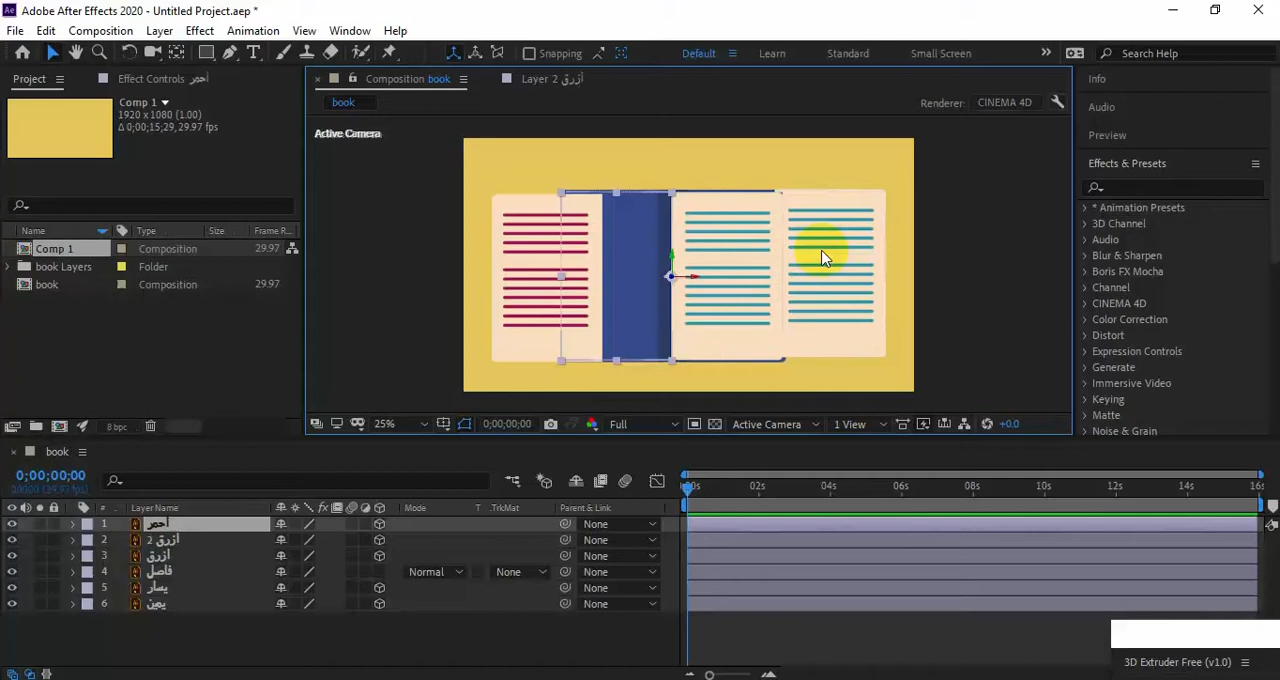 Adobe After Effects 2020 - Untitled Project.aep *
File Edit Composition Layer Effect Animation View Window Help
Snapping Default Learn Standard Small Screen Search Help
Project Effect Controls أحمر Composition book Layer أزرق 2 Info
book Renderer: CINEMA 4D
Comp 1
1920 x 1080 (1.00)
Δ 0;00;15;29, 29.97 fps
Active Camera
Audio
Preview
Effects & Presets
* Animation Presets
3D Channel
Audio
Blur & Sharpen
Boris FX Mocha
Channel
CINEMA 4D
Color Correction
Distort
Expression Controls
Generate
Immersive Video
Keying
Matte
Noise & Grain
Name Type Size Frame R...
Comp 1 Composition 29.97
book Layers Folder
book Composition 29.97
8 bpc
25% 0;00;00;00 Full Active Camera 1 View +0.0
book
0;00;00;00
00000 (29.97 fps)
02s 04s 06s 08s 10s 12s 14s 16s
# Layer Name Mode T .TrkMat Parent & Link
1 أحمر None
2 أزرق 2 None
3 أزرق None
4 فاصل Normal None None
5 يسار None
6 يمين None
3D Extruder Free (v1.0)